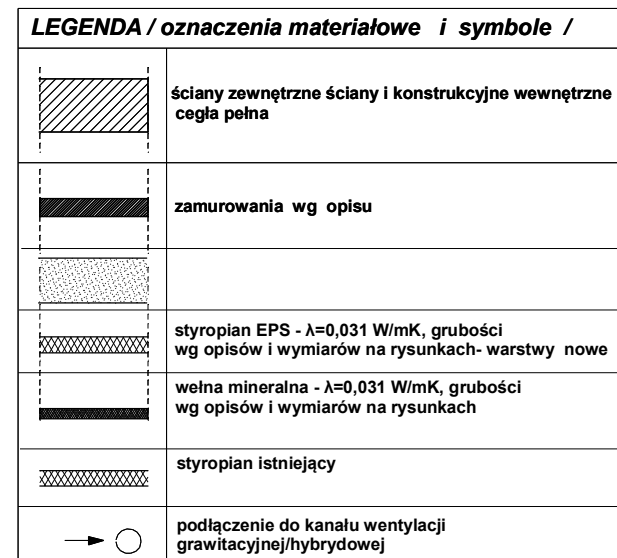 LEGENDA / oznaczenia materiałowe i symbole /
ściany zewnętrzne ściany i konstrukcyjne wewnętrzne
cegła pełna
zamurowania wg opisu
styropian EPS - λ=0,031 W/mK, grubości
wg opisów i wymiarów na rysunkach- warstwy nowe
wełna mineralna - λ=0,031 W/mK, grubości
wg opisów i wymiarów na rysunkach
styropian istniejący
podłączenie do kanału wentylacji
grawitacyjnej/hybrydowej